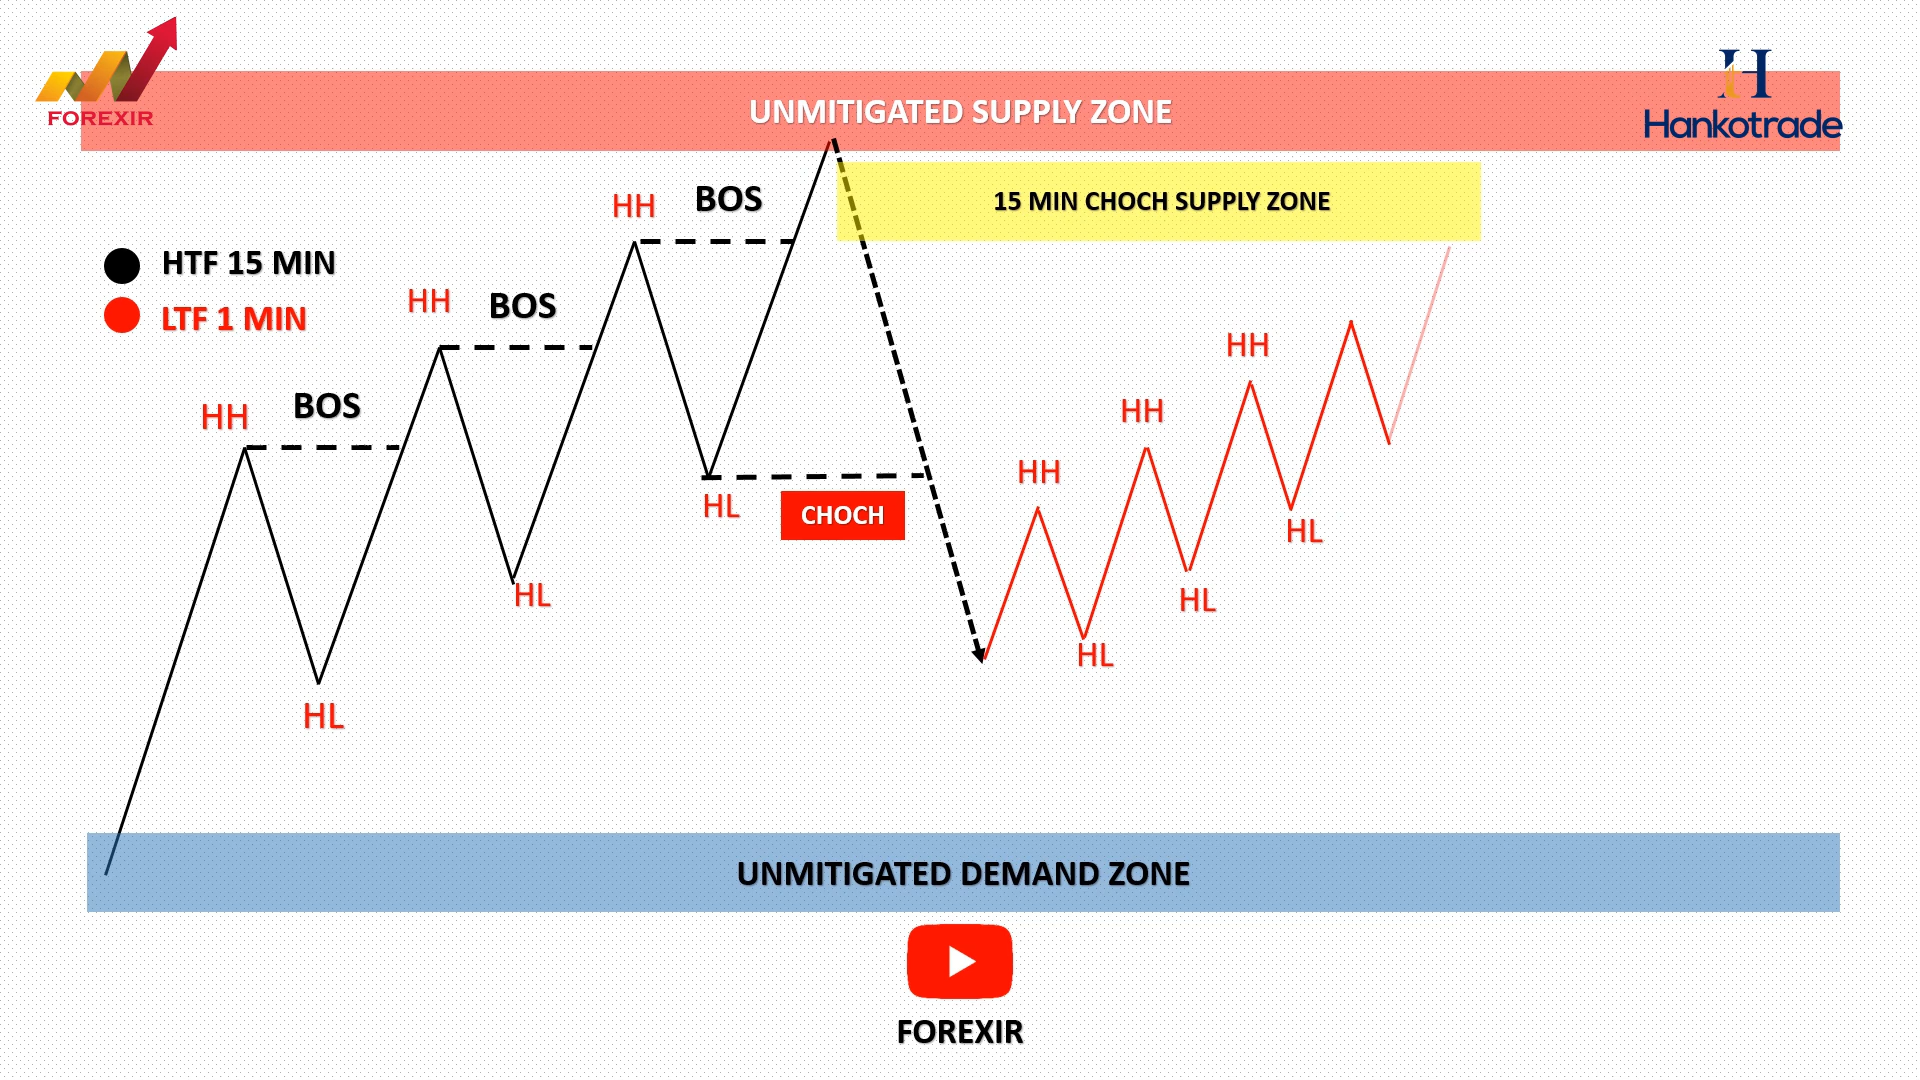 UNMITIGATED SUPPLY ZONE
FOREXIR
Hankotrade
15 MIN CHOCH SUPPLY ZONE
HH
BOS
HTF 15 MIN
LTF 1 MIN
HH
BOS
HH
BOS
HH
HH
HH
HL
CHOCH
HL
HL
HL
HL
HL
UNMITIGATED DEMAND ZONE
FOREXIR